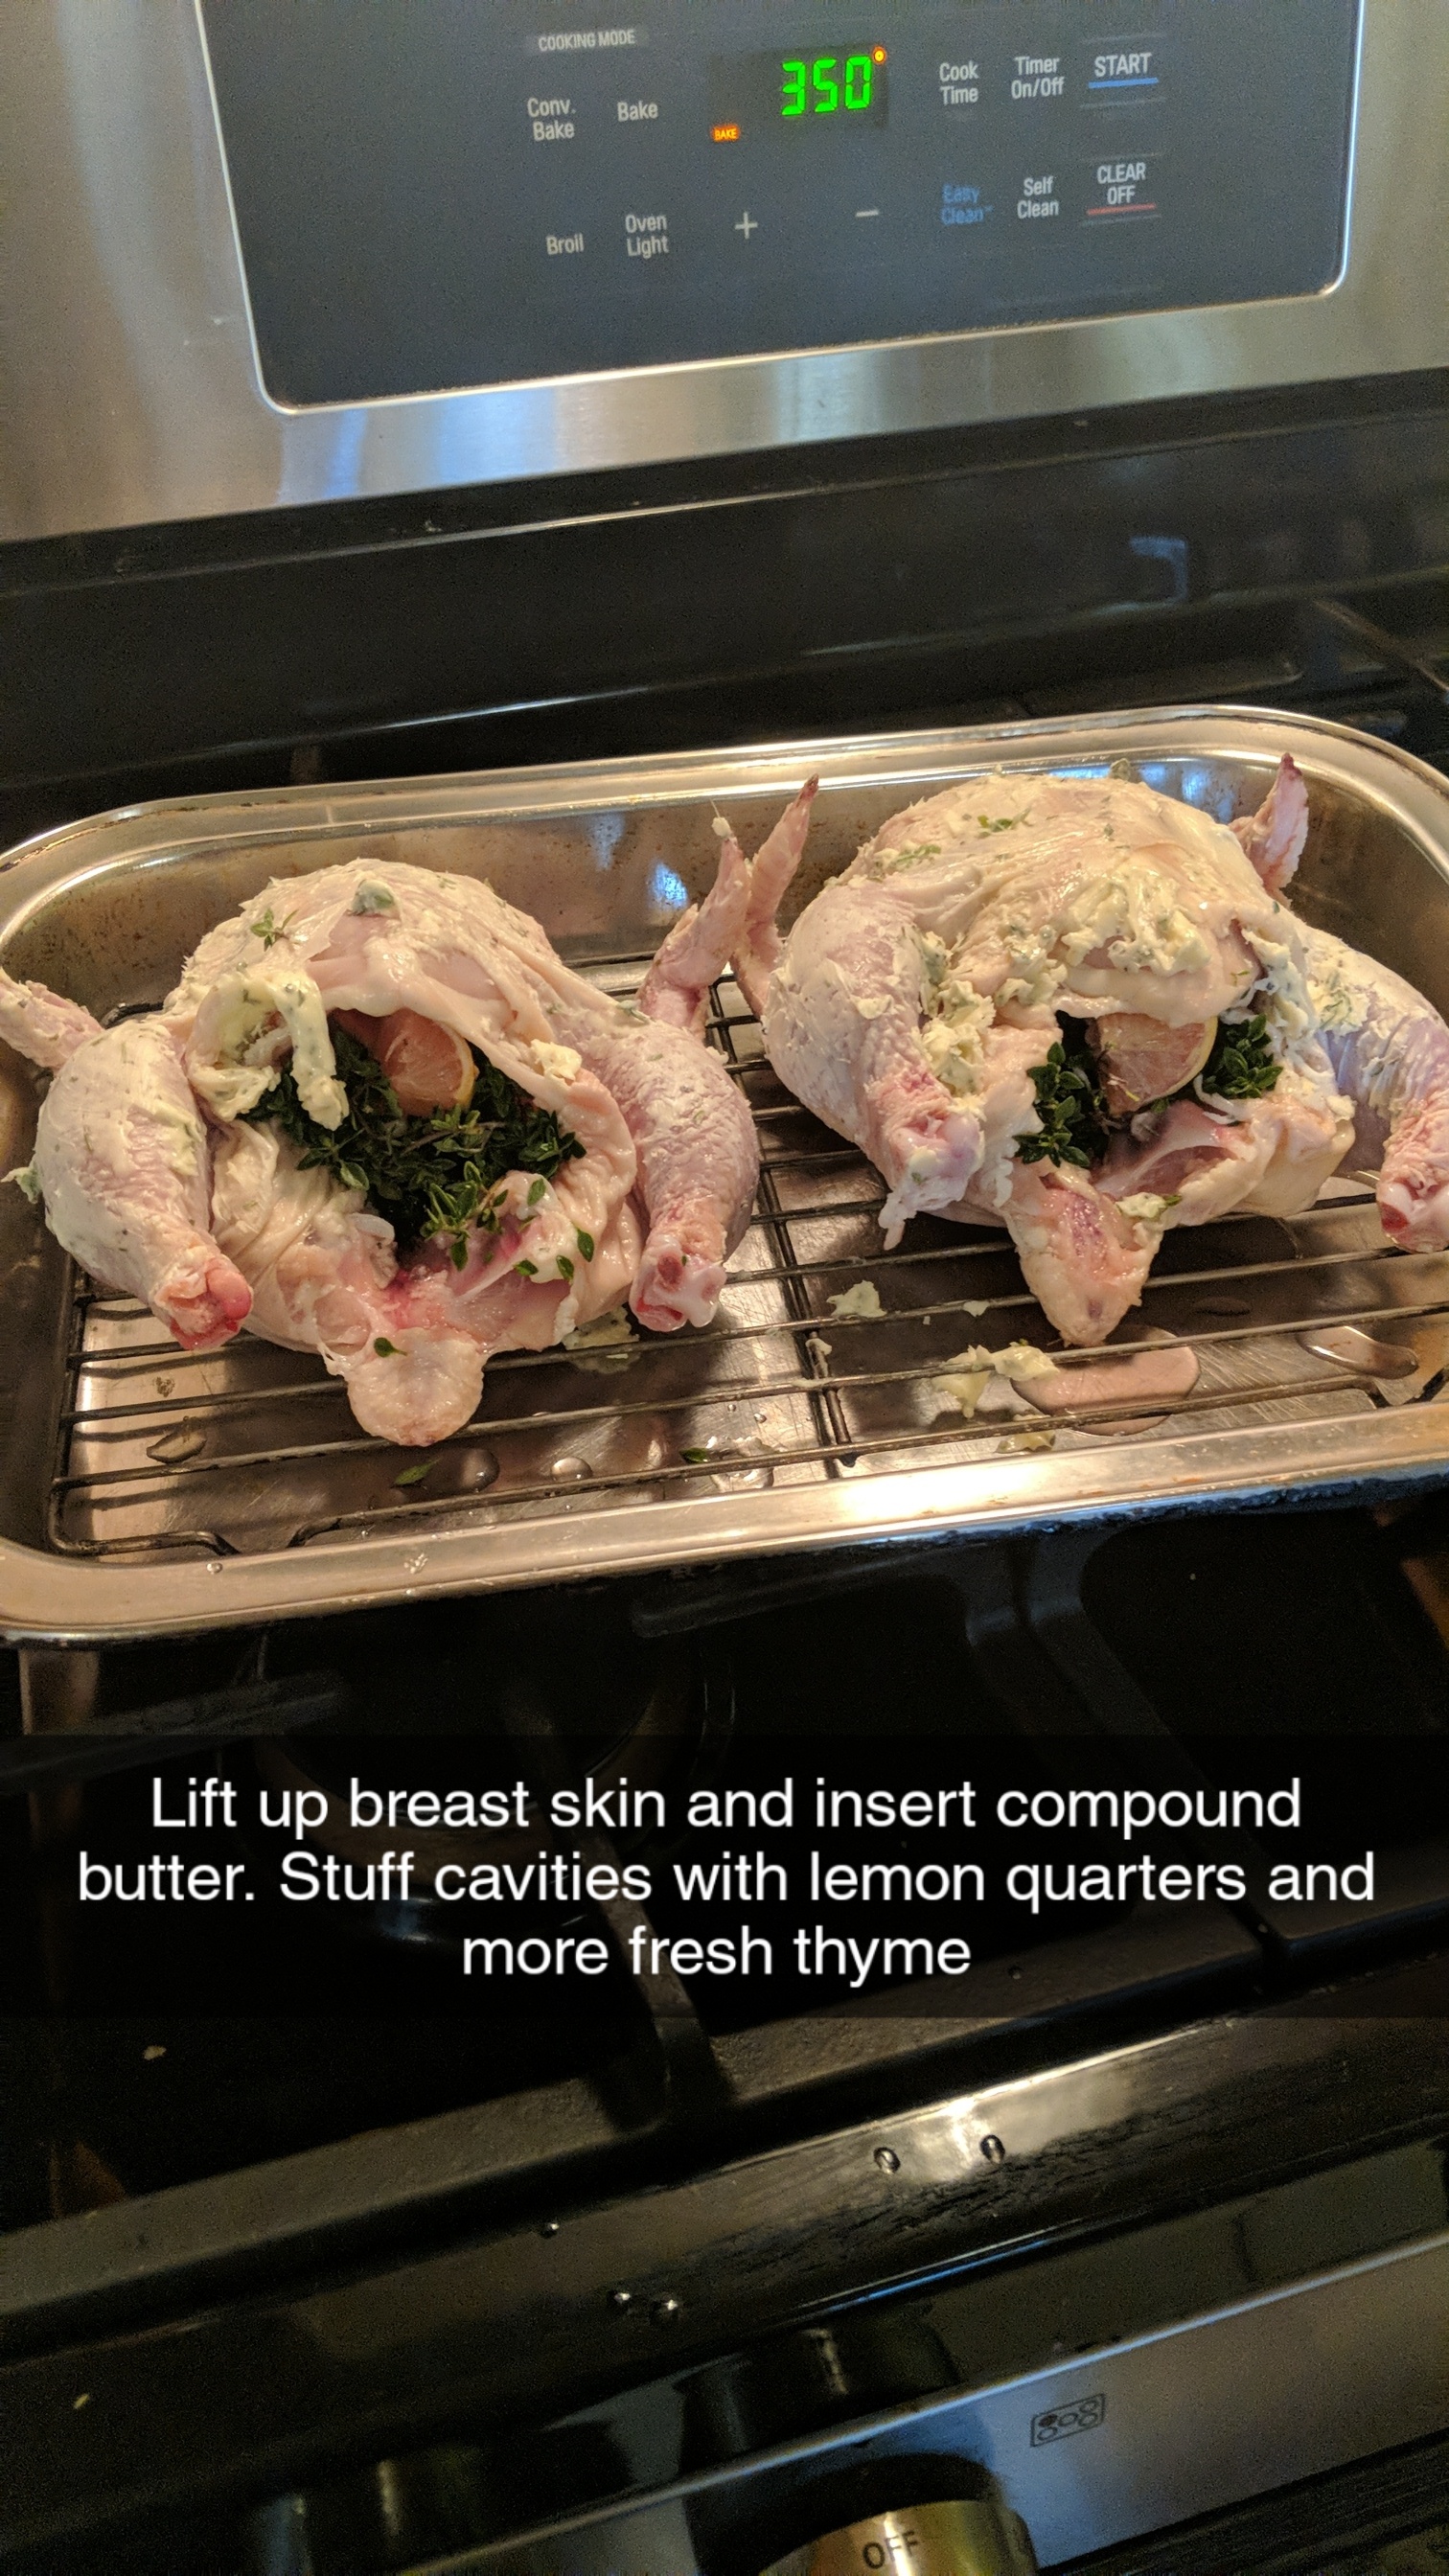 COOKING MODE
350
Conv. Bake
Bake
BAKE
Cook Time
Timer On/Off
START
Broil
Oven Light
+
−
Easy Clean™
Self Clean
CLEAR OFF
Lift up breast skin and insert compound
butter. Stuff cavities with lemon quarters and
more fresh thyme
OFF